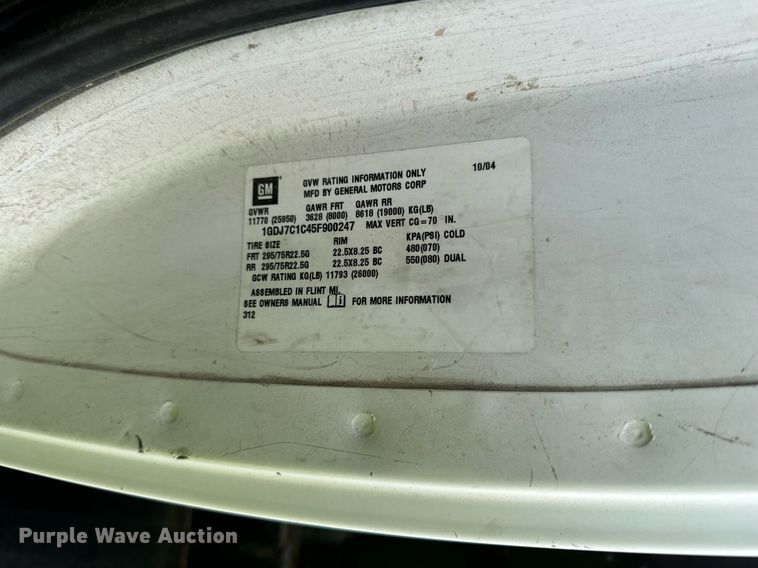 GM
GVW RATING INFORMATION ONLY 10/04
MFD BY GENERAL MOTORS CORP
GVWR GAWR FRT GAWR RR
11770 (25950) 3628 (8000) 8618 (19000) KG(LB)
1GDJ7C1C45F900247 MAX VERT CG=70 IN.
TIRE SIZE RIM KPA(PSI) COLD
FRT 295/75R22.5G 22.5X8.25 BC 480(070)
RR 295/75R22.5G 22.5X8.25 BC 550(080) DUAL
GCW RATING KG(LB) 11793 (26000)
ASSEMBLED IN FLINT MI.
SEE OWNERS MANUAL i FOR MORE INFORMATION
312
Purple Wave Auction